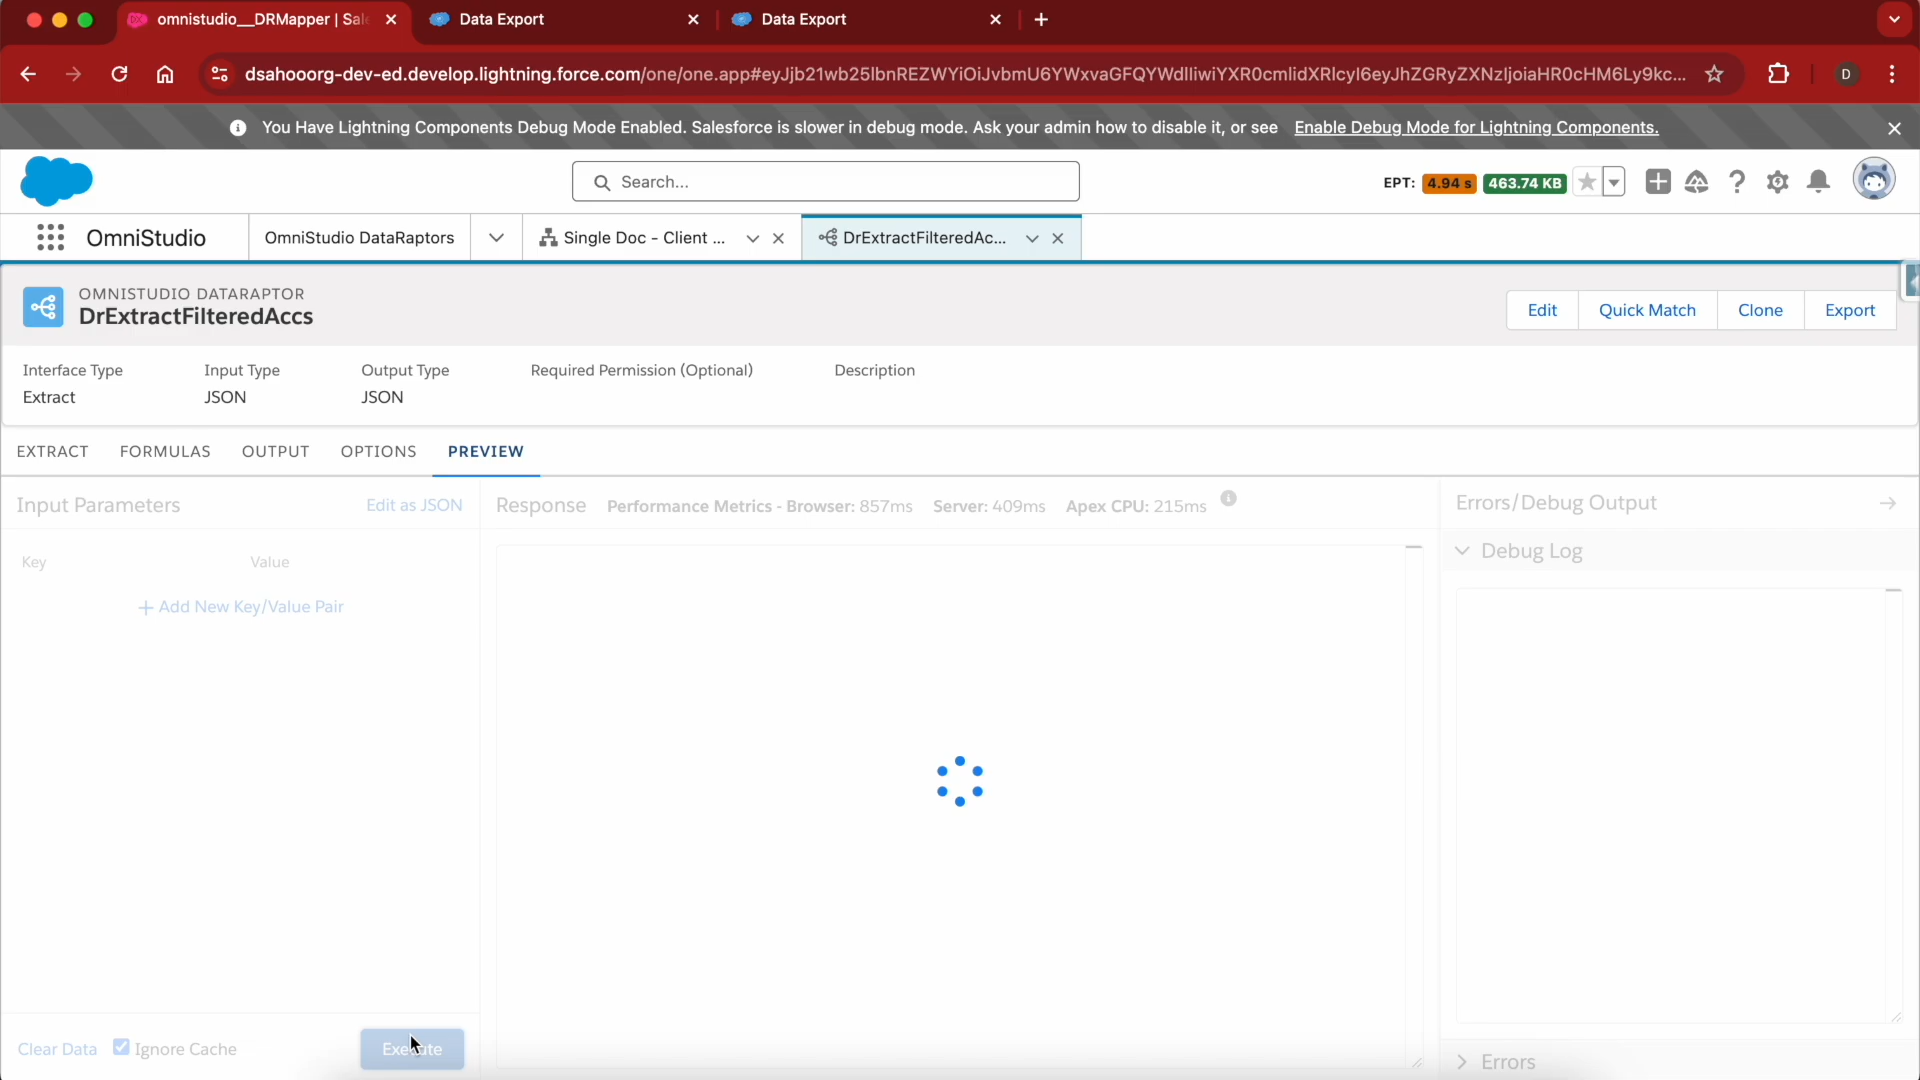 omnistudio__DRMapper | Sal
Data Export
Data Export
dsahooorg-dev-ed.develop.lightning.force.com/one/one.app#eyJjb21wb25lbnREZWYiOiJvbmU6YWxvaGFQYWdlIiwiYXR0cmlidXRlcyI6eyJhZGRyZXNzIjoiaHR0cHM6Ly9kc...
D
You Have Lightning Components Debug Mode Enabled. Salesforce is slower in debug mode. Ask your admin how to disable it, or see Enable Debug Mode for Lightning Components.
Search...
EPT: 4.94 s 463.74 KB
OmniStudio
OmniStudio DataRaptors
Single Doc - Client ...
DrExtractFilteredAc...
OMNISTUDIO DATARAPTOR
DrExtractFilteredAccs
Edit Quick Match Clone Export
Interface Type Input Type Output Type Required Permission (Optional) Description
Extract JSON JSON
EXTRACT FORMULAS OUTPUT OPTIONS PREVIEW
Input Parameters Edit as JSON
Response Performance Metrics - Browser: 857ms Server: 409ms Apex CPU: 215ms
Errors/Debug Output
Debug Log
Key Value
+ Add New Key/Value Pair
Clear Data Ignore Cache Execute
Errors